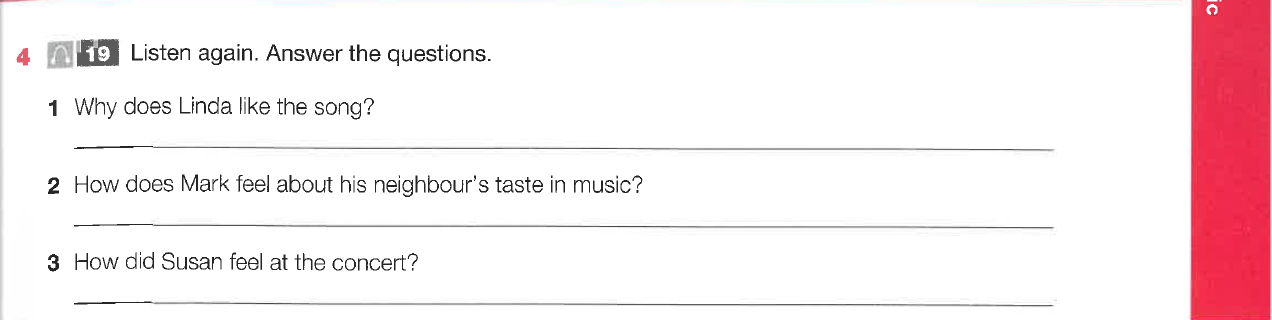 ic
4 19 Listen again. Answer the questions.
1 Why does Linda like the song?
2 How does Mark feel about his neighbour's taste in music?
3 How did Susan feel at the concert?